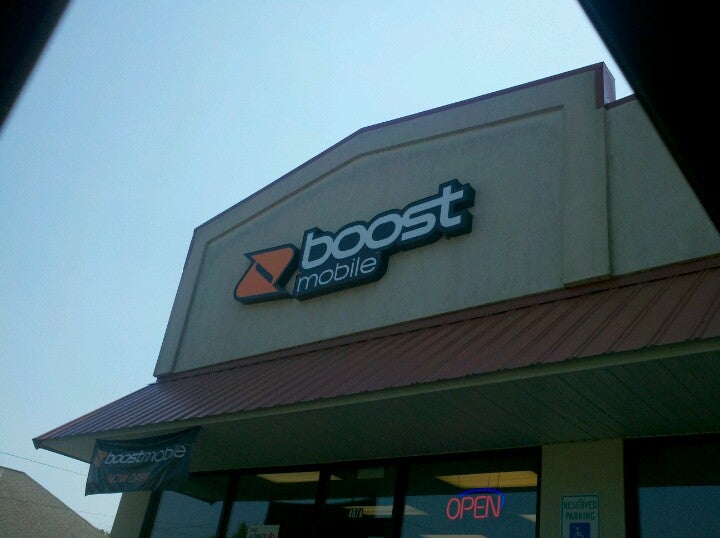 boost
mobile
boostmobile
NOW OPEN
OPEN
RESERVED
PARKING